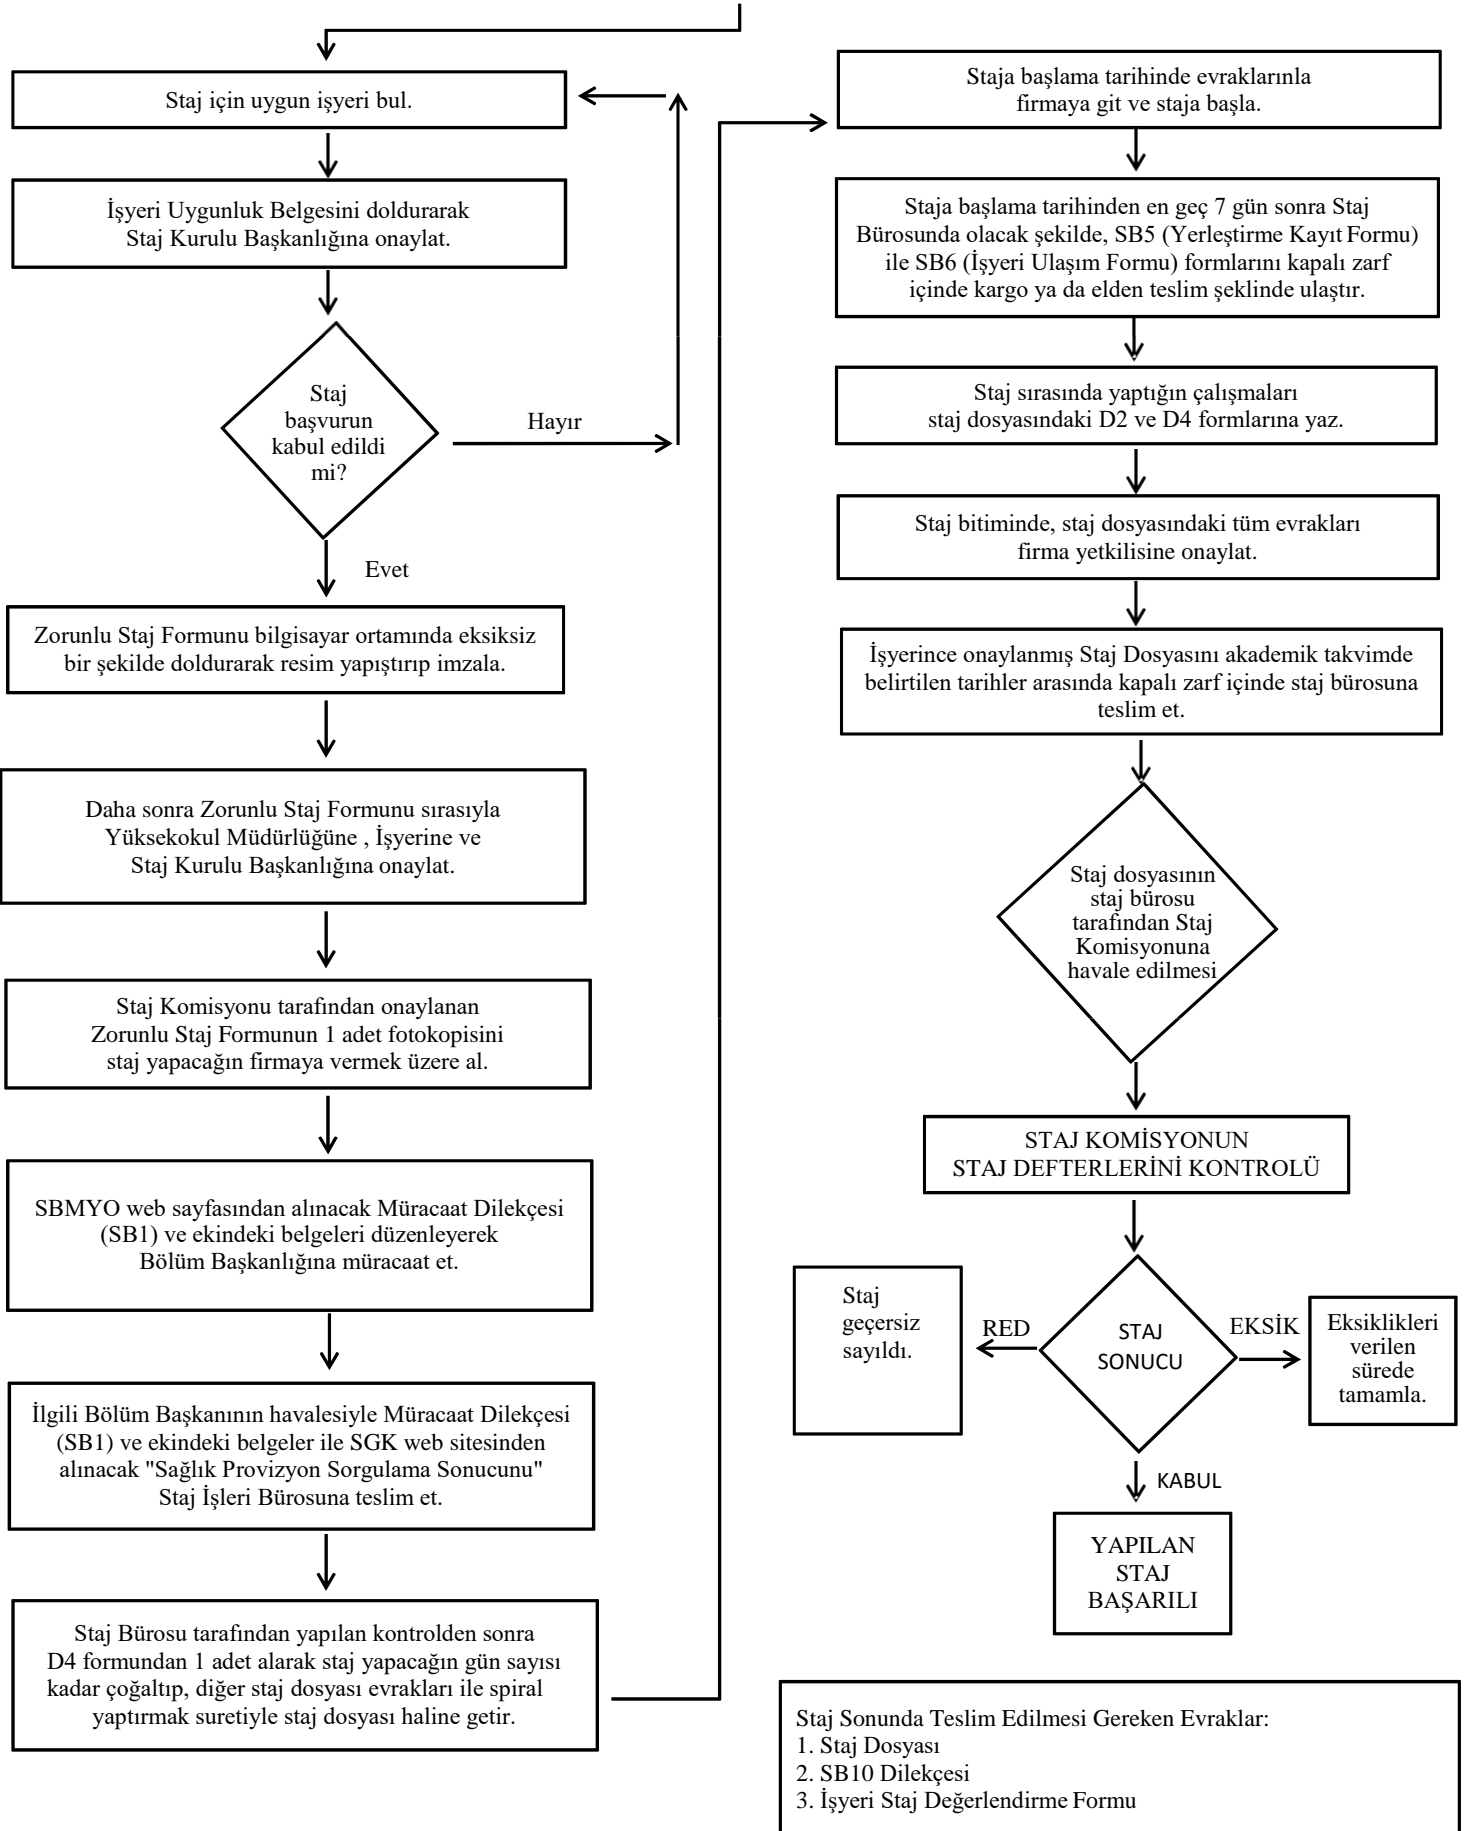 Staj için uygun işyeri bul.
İşyeri Uygunluk Belgesini doldurarak
Staj Kurulu Başkanlığına onaylat.
Staj
başvurun
kabul edildi
mi?
Hayır
Evet
Zorunlu Staj Formunu bilgisayar ortamında eksiksiz
bir şekilde doldurarak resim yapıştırıp imzala.
Daha sonra Zorunlu Staj Formunu sırasıyla
Yüksekokul Müdürlüğüne , İşyerine ve
Staj Kurulu Başkanlığına onaylat.
Staj Komisyonu tarafından onaylanan
Zorunlu Staj Formunun 1 adet fotokopisini
staj yapacağın firmaya vermek üzere al.
SBMYO web sayfasından alınacak Müracaat Dilekçesi
(SB1) ve ekindeki belgeleri düzenleyerek
Bölüm Başkanlığına müracaat et.
İlgili Bölüm Başkanının havalesiyle Müracaat Dilekçesi
(SB1) ve ekindeki belgeler ile SGK web sitesinden
alınacak "Sağlık Provizyon Sorgulama Sonucunu"
Staj İşleri Bürosuna teslim et.
Staj Bürosu tarafından yapılan kontrolden sonra
D4 formundan 1 adet alarak staj yapacağın gün sayısı
kadar çoğaltıp, diğer staj dosyası evrakları ile spiral
yaptırmak suretiyle staj dosyası haline getir.
Staja başlama tarihinde evraklarınla
firmaya git ve staja başla.
Staja başlama tarihinden en geç 7 gün sonra Staj
Bürosunda olacak şekilde, SB5 (Yerleştirme Kayıt Formu)
ile SB6 (İşyeri Ulaşım Formu) formlarını kapalı zarf
içinde kargo ya da elden teslim şeklinde ulaştır.
Staj sırasında yaptığın çalışmaları
staj dosyasındaki D2 ve D4 formlarına yaz.
Staj bitiminde, staj dosyasındaki tüm evrakları
firma yetkilisine onaylat.
İşyerince onaylanmış Staj Dosyasını akademik takvimde
belirtilen tarihler arasında kapalı zarf içinde staj bürosuna
teslim et.
Staj dosyasının
staj bürosu
tarafından Staj
Komisyonuna
havale edilmesi
STAJ KOMİSYONUN
STAJ DEFTERLERİNİ KONTROLÜ
Staj
geçersiz
sayıldı.
RED
STAJ
SONUCU
EKSİK
Eksiklikleri
verilen
sürede
tamamla.
KABUL
YAPILAN
STAJ
BAŞARILI
Staj Sonunda Teslim Edilmesi Gereken Evraklar:
1. Staj Dosyası
2. SB10 Dilekçesi
3. İşyeri Staj Değerlendirme Formu